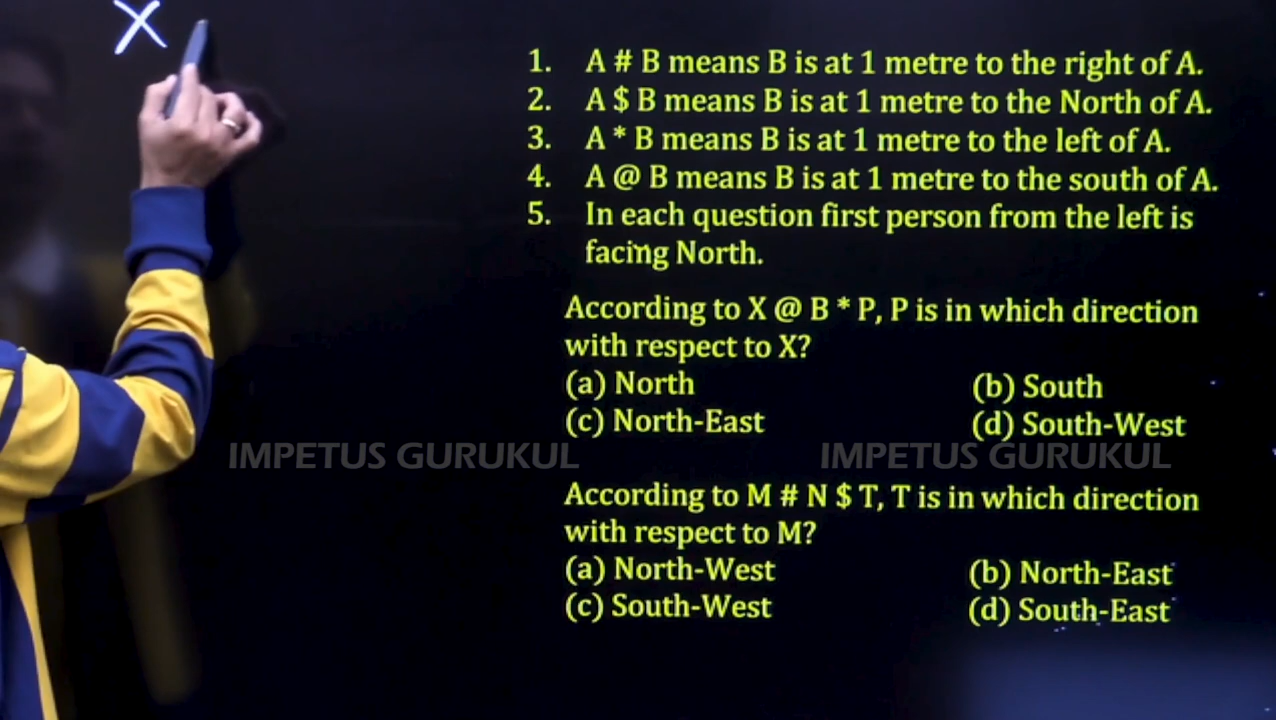 X
1. A # B means B is at 1 metre to the right of A.
2. A $ B means B is at 1 metre to the North of A.
3. A * B means B is at 1 metre to the left of A.
4. A @ B means B is at 1 metre to the south of A.
5. In each question first person from the left is
facing North.
According to X @ B * P, P is in which direction
with respect to X?
(a) North (b) South
(c) North-East (d) South-West
IMPETUS GURUKUL IMPETUS GURUKUL
According to M # N $ T, T is in which direction
with respect to M?
(a) North-West (b) North-East
(c) South-West (d) South-East